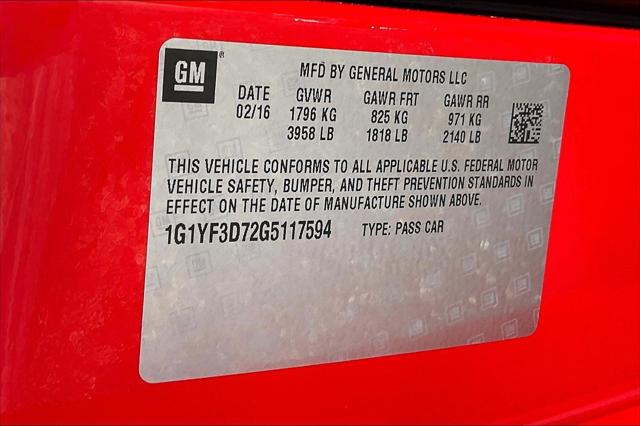 GM®
MFD BY GENERAL MOTORS LLC
DATE GVWR GAWR FRT GAWR RR
02/16 1796 KG 825 KG 971 KG
3958 LB 1818 LB 2140 LB
THIS VEHICLE CONFORMS TO ALL APPLICABLE U.S. FEDERAL MOTOR
VEHICLE SAFETY, BUMPER, AND THEFT PREVENTION STANDARDS IN
EFFECT ON THE DATE OF MANUFACTURE SHOWN ABOVE.
1G1YF3D72G5117594 TYPE: PASS CAR